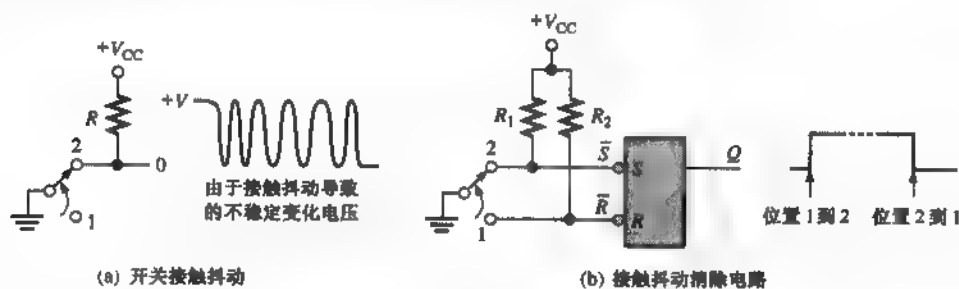 +V_CC
R
2
1
0
+V
由于接触抖动导致
的不稳定变化电压
(a) 开关接触抖动
+V_CC
R₁
R₂
2
1
S̅
R̅
S
R
Q
位置 1 到 2
位置 2 到 1
(b) 接触抖动消除电路